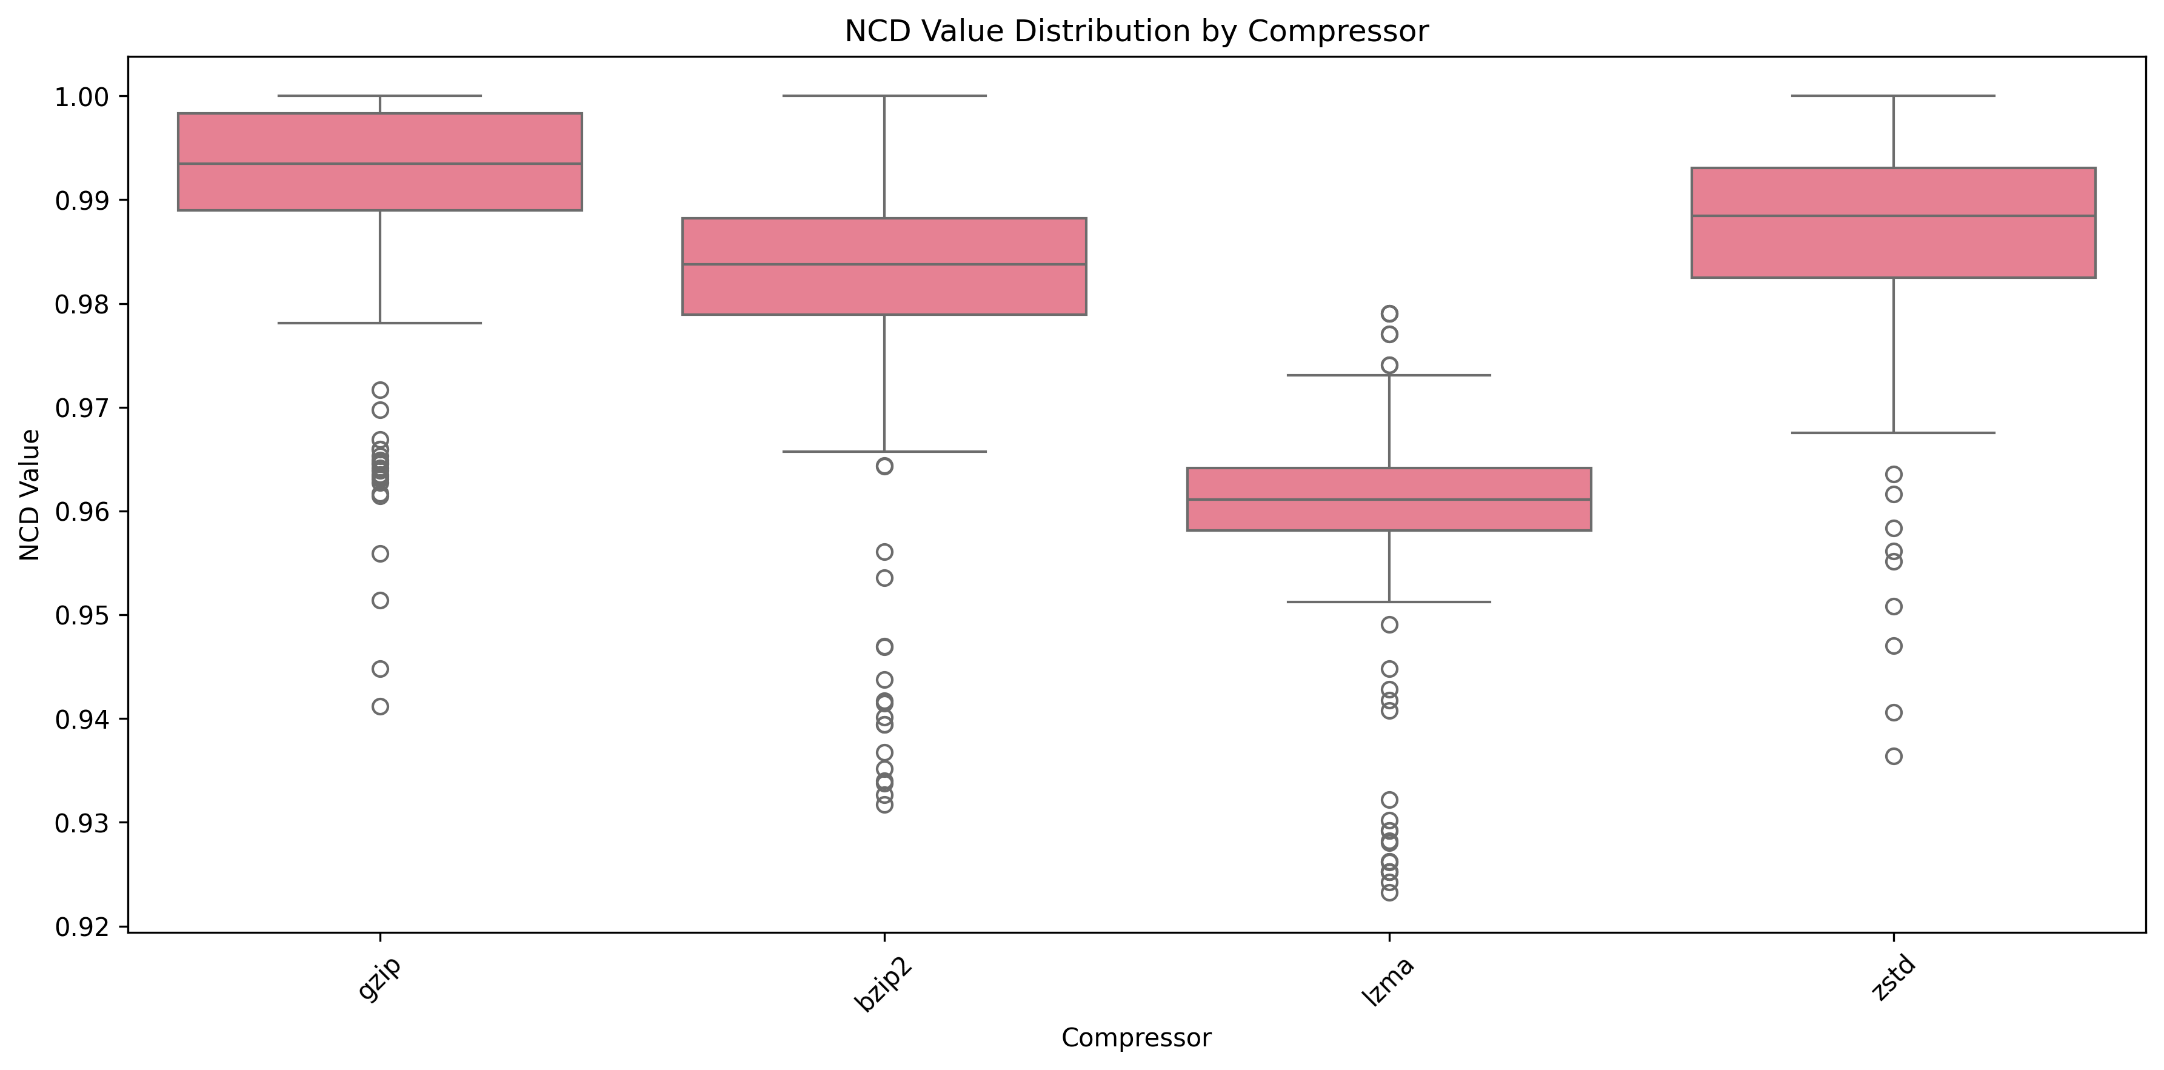 NCD Value Distribution by Compressor
1.00
0.99
0.98
0.97
0.96
0.95
0.94
0.93
0.92
NCD Value
gzip
bzip2
lzma
zstd
Compressor